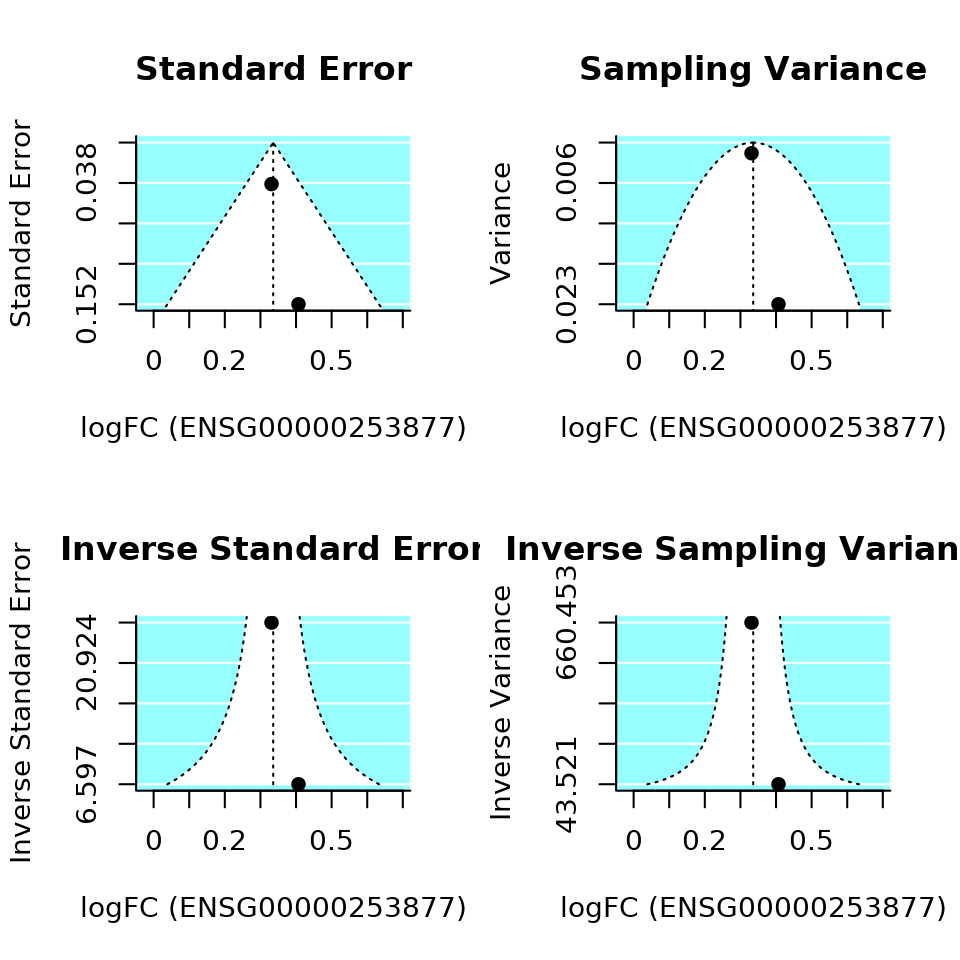 Standard Error
Standard Error
0.038
0.152
0 0.2 0.5
logFC (ENSG00000253877)
Sampling Variance
Variance
0.006
0.023
0 0.2 0.5
logFC (ENSG00000253877)
Inverse Standard Error
Inverse Standard Error
20.924
6.597
0 0.2 0.5
logFC (ENSG00000253877)
Inverse Sampling Varian
Inverse Variance
660.453
43.521
0 0.2 0.5
logFC (ENSG00000253877)